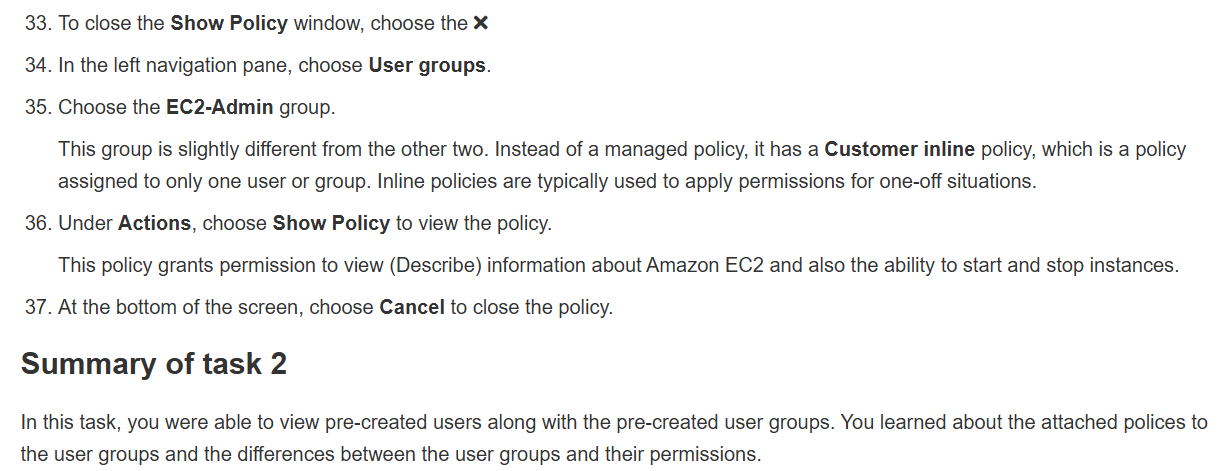 33. To close the Show Policy window, choose the ✖
34. In the left navigation pane, choose User groups.
35. Choose the EC2-Admin group.
This group is slightly different from the other two. Instead of a managed policy, it has a Customer inline policy, which is a policy
assigned to only one user or group. Inline policies are typically used to apply permissions for one-off situations.
36. Under Actions, choose Show Policy to view the policy.
This policy grants permission to view (Describe) information about Amazon EC2 and also the ability to start and stop instances.
37. At the bottom of the screen, choose Cancel to close the policy.
Summary of task 2
In this task, you were able to view pre-created users along with the pre-created user groups. You learned about the attached polices to
the user groups and the differences between the user groups and their permissions.